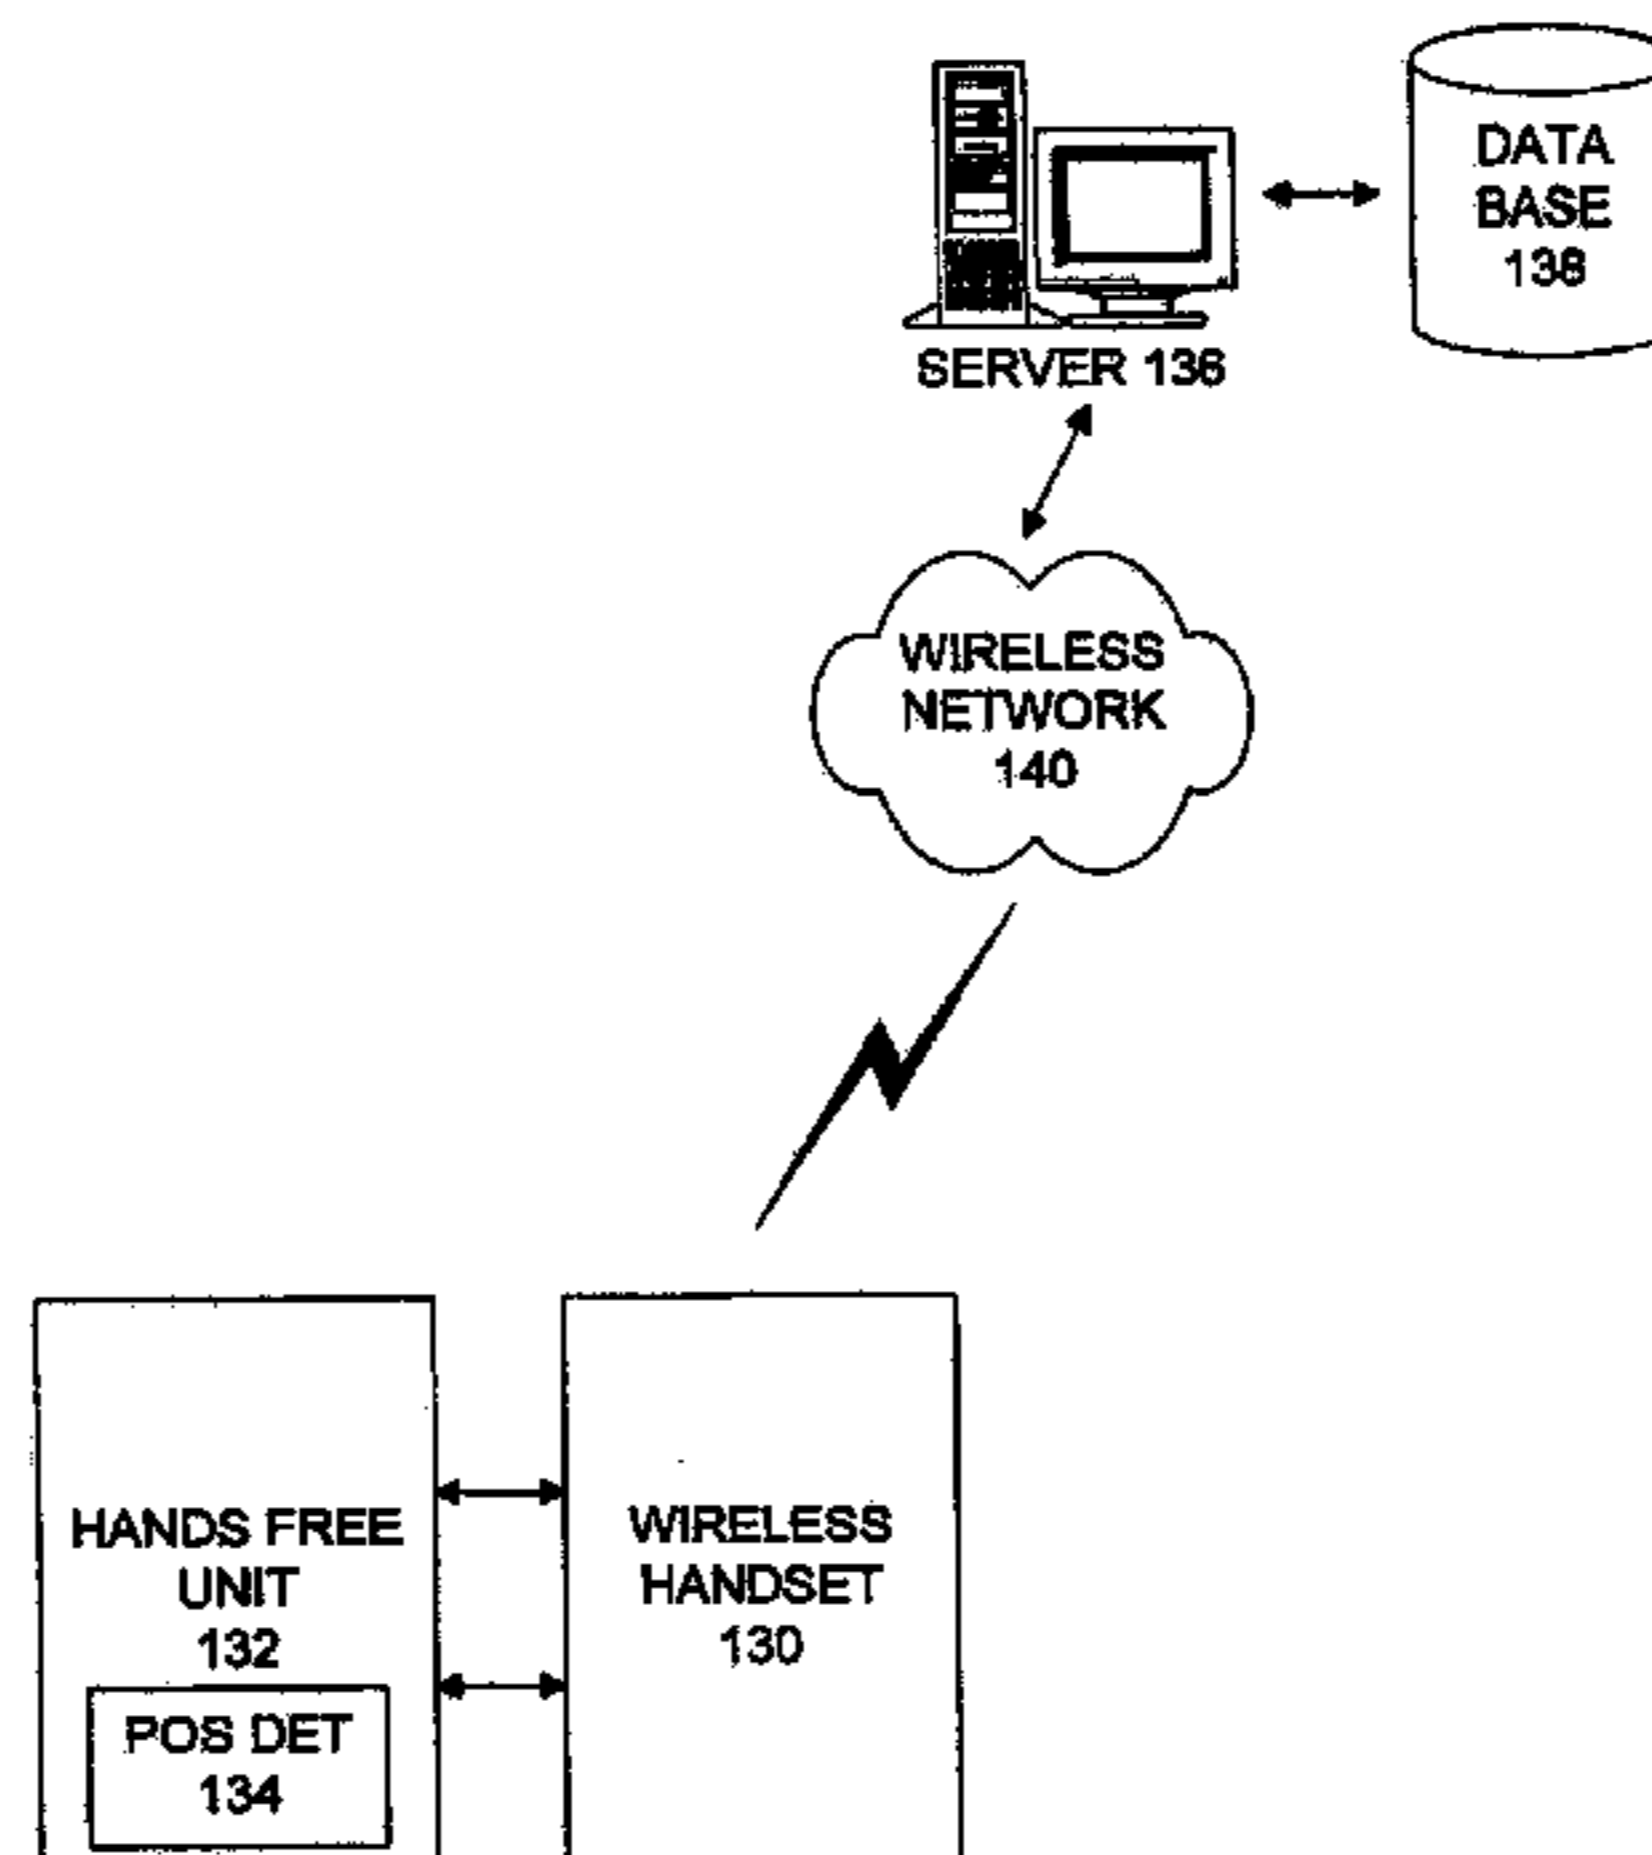 DATA
BASE
138
SERVER 136
WIRELESS
NETWORK
140
HANDS FREE
UNIT
132
WIRELESS
HANDSET
130
POS DET
134